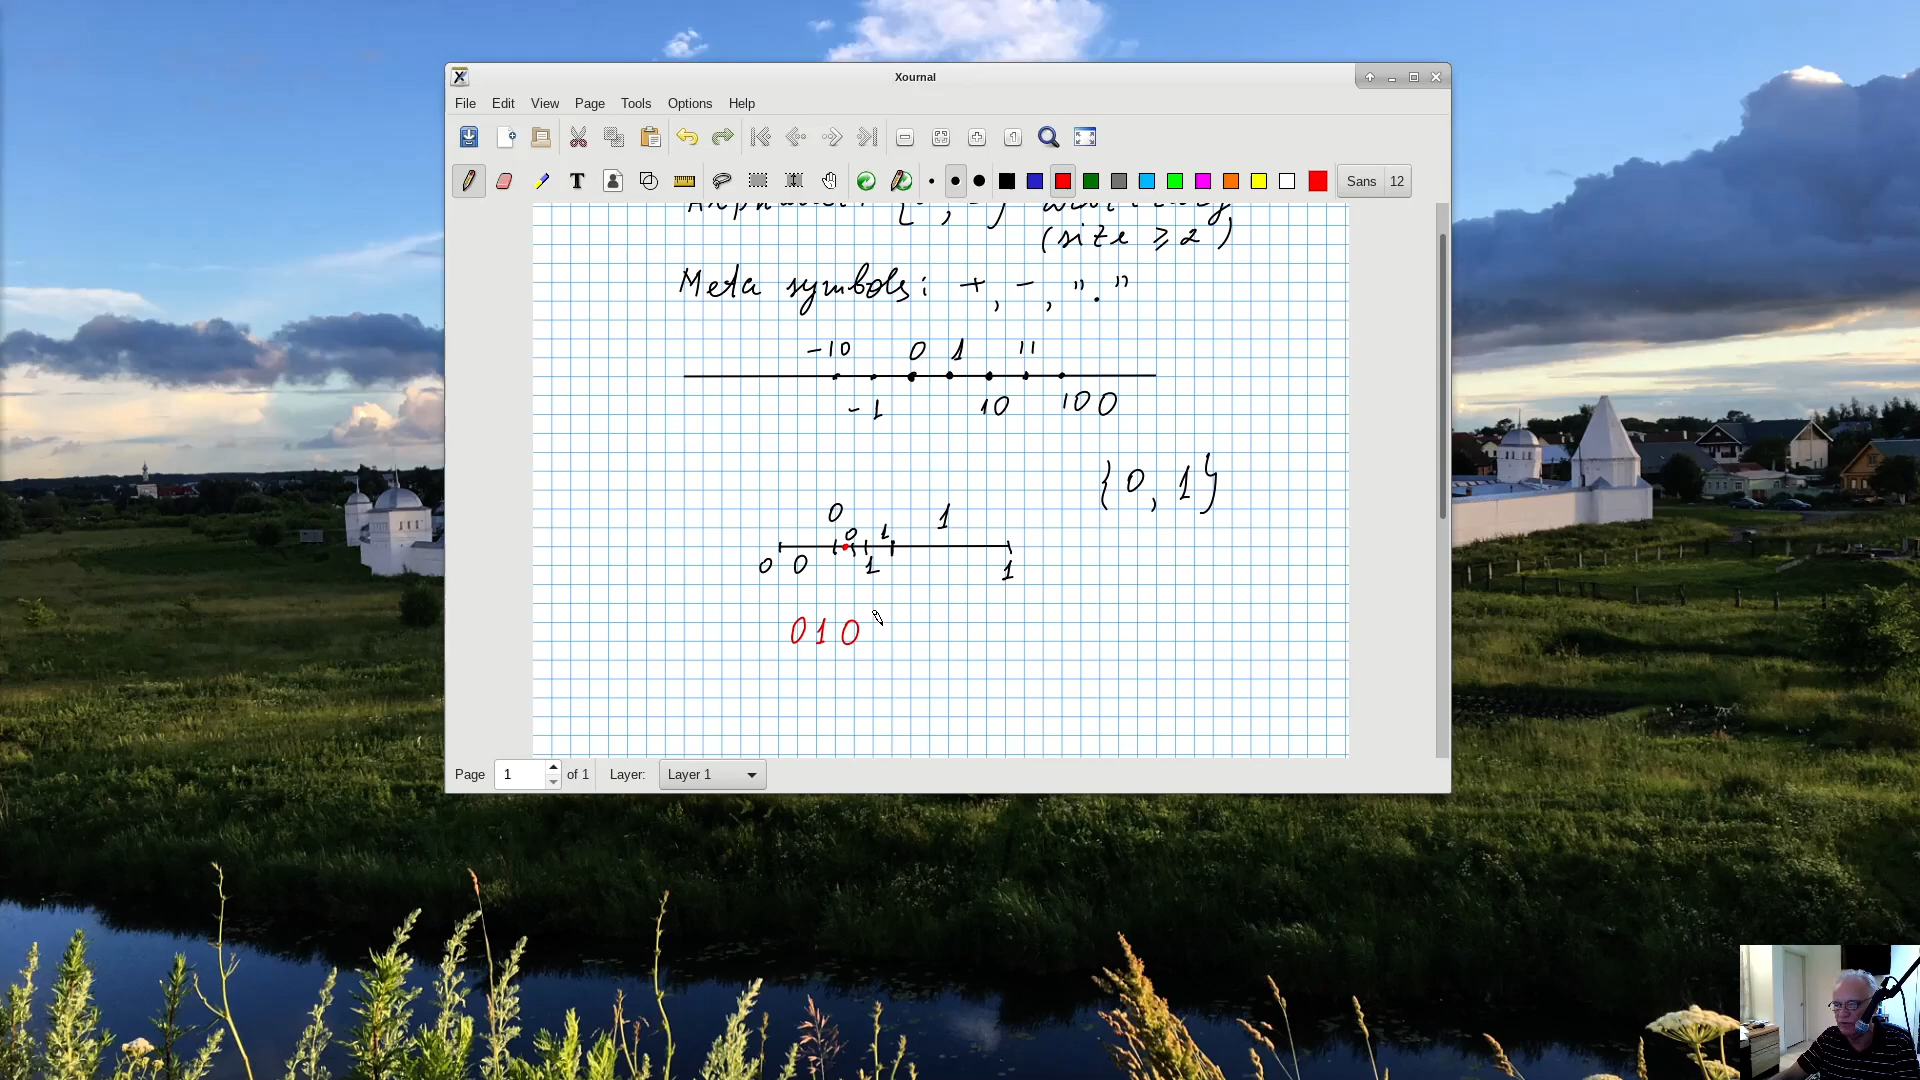 Xournal
File Edit View Page Tools Options Help
Sans 12
(size ⩾ 2)
Meta symbols: +, -, "."
-10 0 1 11
-1 10 100
{0, 1}
0 1
0 1
0 0 1 1
010
Page 1 of 1 Layer: Layer 1